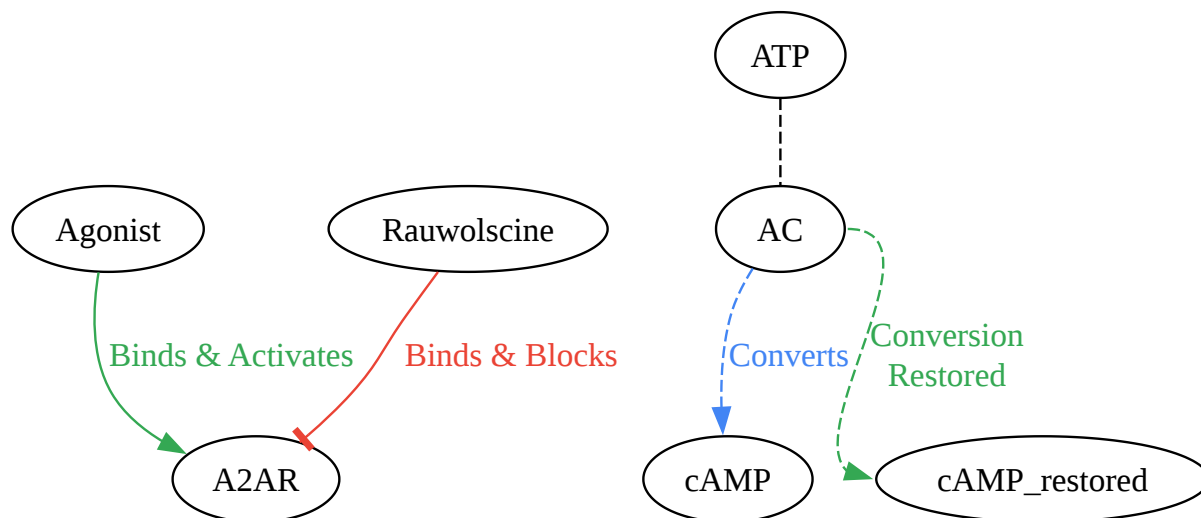 ATP
Agonist
Rauwolscine
AC
Binds & Activates
Binds & Blocks
Converts
Conversion
Restored
A2AR
cAMP
cAMP_restored